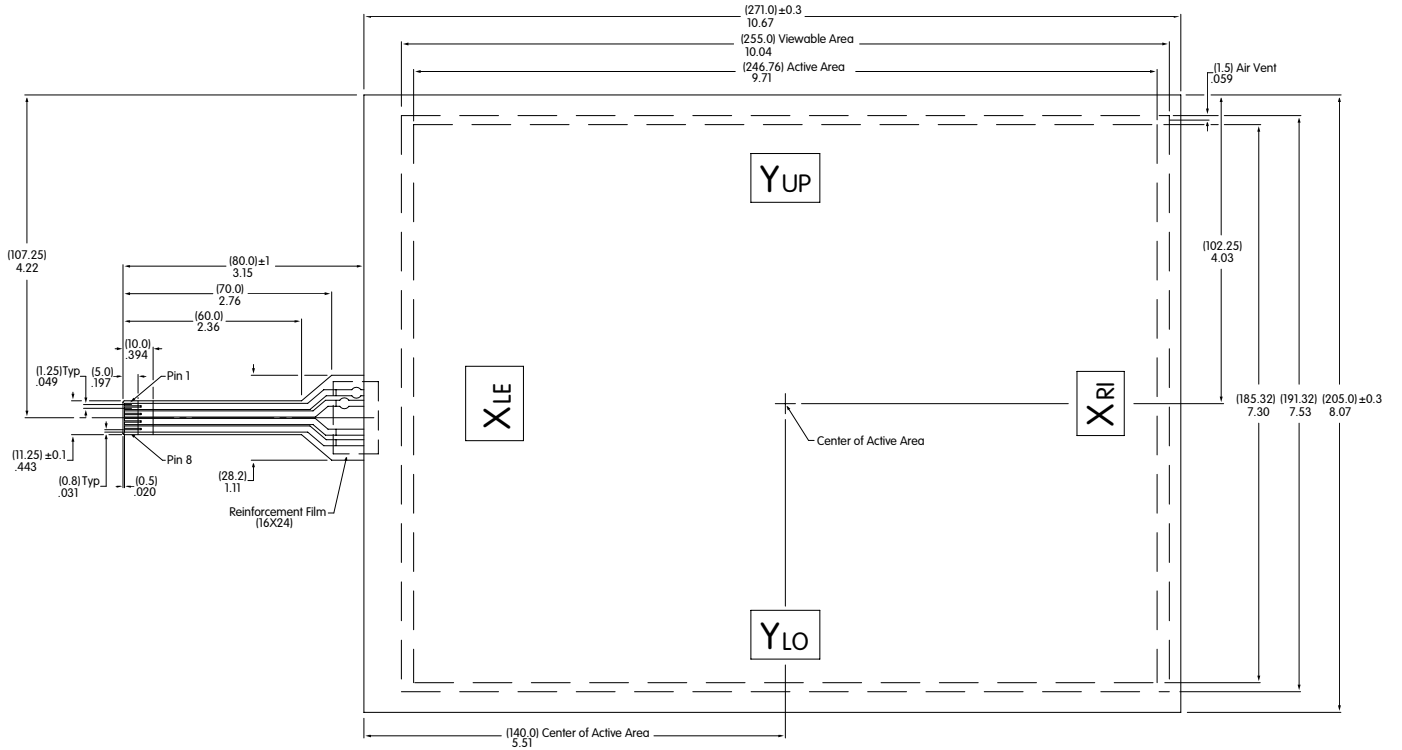 (271.0)±0.3
10.67
(255.0) Viewable Area
10.04
(246.76) Active Area
9.71
(1.5) Air Vent
.059
YUP
(107.25)
4.22
(102.25)
4.03
(80.0)±1
3.15
(70.0)
2.76
(60.0)
2.36
(10.0)
.394
(1.25)Typ
.049
(5.0)
.197
Pin 1
XLE
XRI
(185.32) (191.32) (205.0)±0.3
7.30 7.53 8.07
Center of Active Area
(11.25) ±0.1
.443
Pin 8
(0.8)Typ
.031
(0.5)
.020
(28.2)
1.11
Reinforcement Film
(16X24)
YLO
(140.0) Center of Active Area
5.51